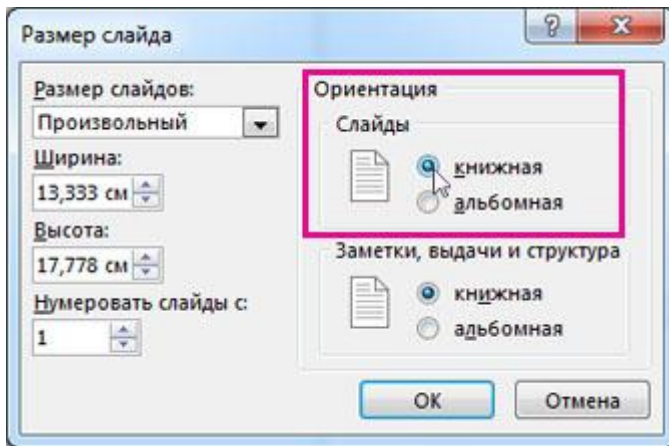 Размер слайда
Размер слайдов:
Произвольный
Ширина:
13,333 см
Высота:
17,778 см
Нумеровать слайды с:
1
Ориентация
Слайды
книжная
альбомная
Заметки, выдачи и структура
книжная
альбомная
ОК
Отмена